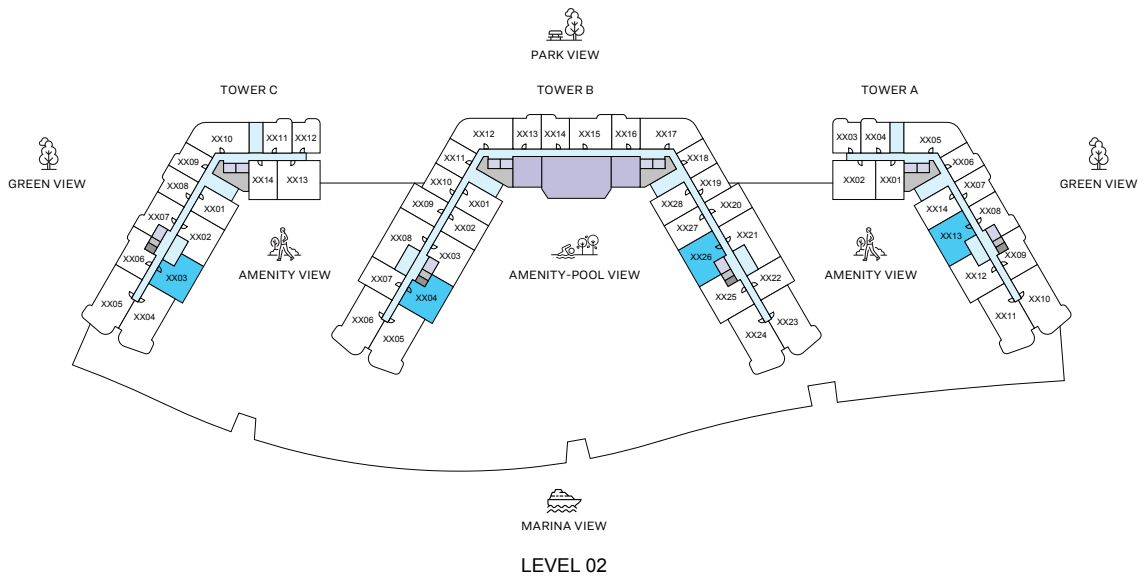 PARK VIEW
TOWER C
TOWER B
TOWER A
GREEN VIEW
GREEN VIEW
XX10
XX11
XX12
XX09
XX08
XX14
XX13
XX07
XX01
XX06
XX02
XX05
XX03
XX04
AMENITY VIEW
XX12
XX13
XX14
XX15
XX16
XX17
XX11
XX18
XX10
XX01
XX28
XX19
XX09
XX02
XX27
XX20
XX08
XX03
XX26
XX21
XX07
XX04
XX25
XX22
XX06
XX05
XX24
XX23
AMENITY-POOL VIEW
AMENITY VIEW
XX03
XX04
XX05
XX02
XX01
XX06
XX07
XX14
XX08
XX13
XX09
XX12
XX10
XX11
MARINA VIEW
LEVEL 02